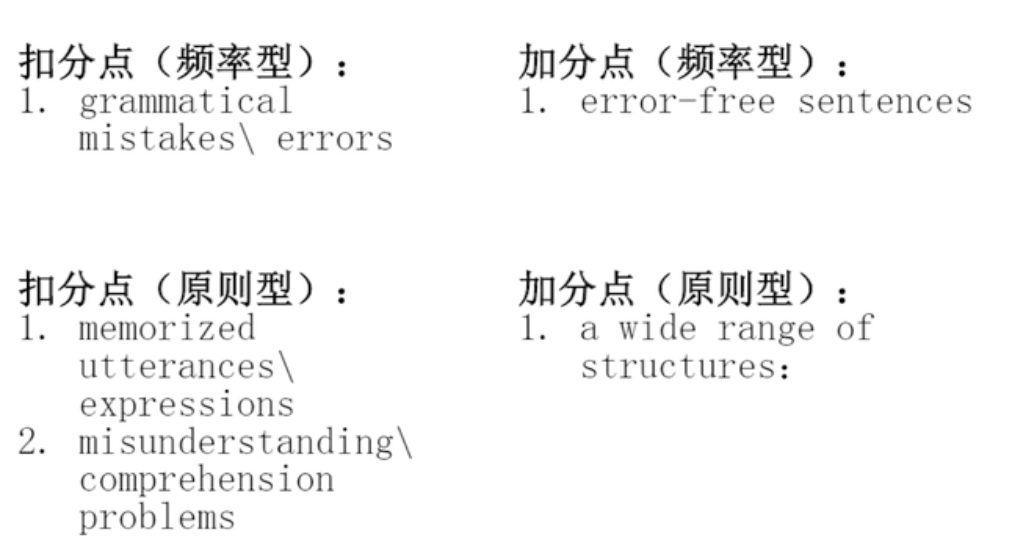 扣分点（频率型）：
1. grammatical
mistakes\ errors
加分点（频率型）：
1. error-free sentences
扣分点（原则型）：
1. memorized
utterances\
expressions
2. misunderstanding\
comprehension
problems
加分点（原则型）：
1. a wide range of
structures：